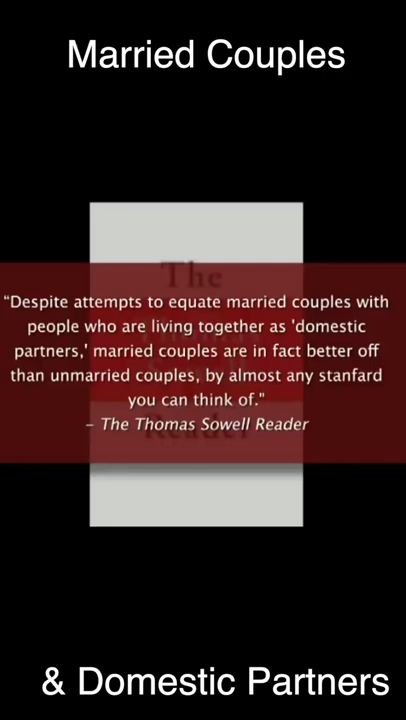 Married Couples
The
"Despite attempts to equate married couples with
people who are living together as 'domestic
partners,' married couples are in fact better off
than unmarried couples, by almost any stanfard
you can think of."
– The Thomas Sowell Reader
Reader
& Domestic Partners